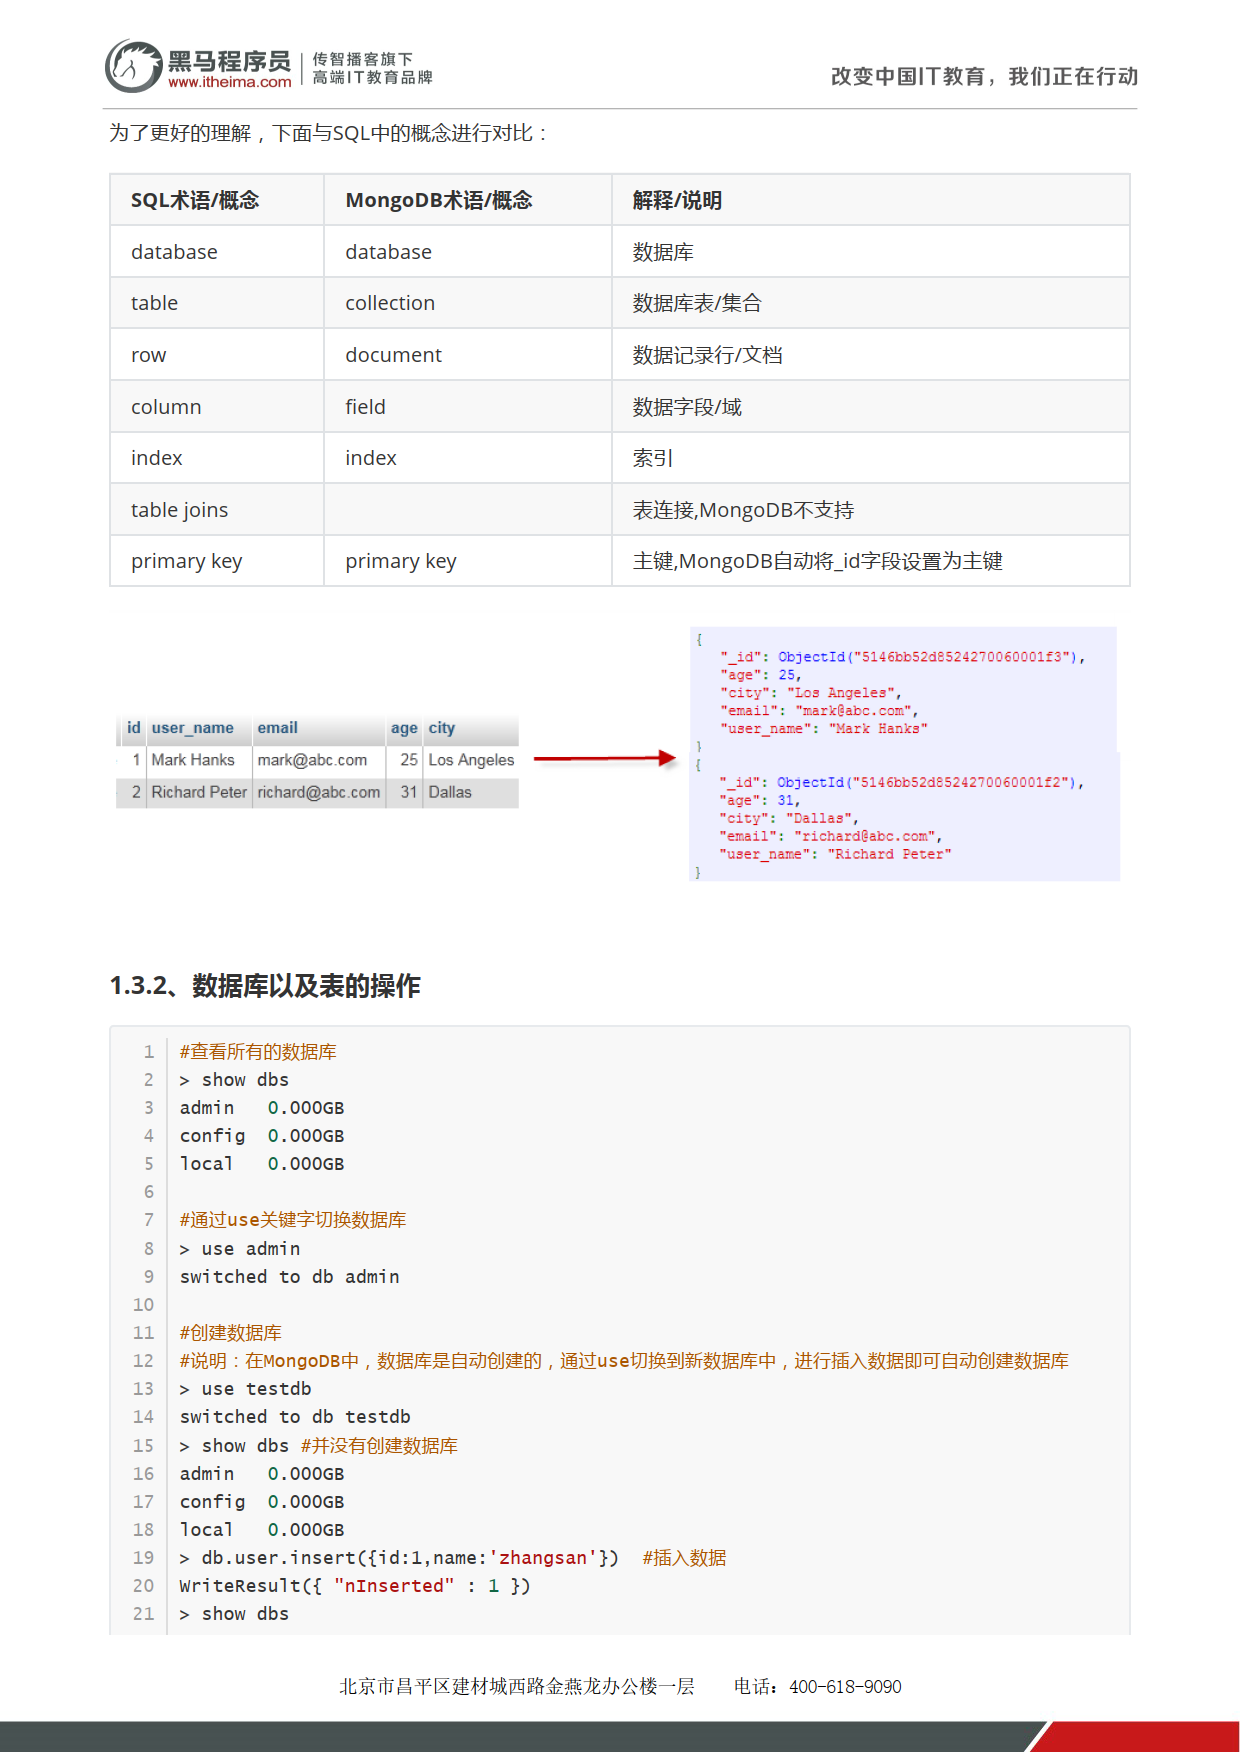 黑马程序员
www.itheima.com
传智播客旗下
高端IT教育品牌
改变中国IT教育，我们正在行动
为了更好的理解，下面与SQL中的概念进行对比：
SQL术语/概念 MongoDB术语/概念 解释/说明
database database 数据库
table collection 数据库表/集合
row document 数据记录行/文档
column field 数据字段/域
index index 索引
table joins 表连接,MongoDB不支持
primary key primary key 主键,MongoDB自动将_id字段设置为主键
id user_name email age city
1 Mark Hanks mark@abc.com 25 Los Angeles
2 Richard Peter richard@abc.com 31 Dallas
{
"_id": ObjectId("5146bb52d8524270060001f3"),
"age": 25,
"city": "Los Angeles",
"email": "mark@abc.com",
"user_name": "Mark Hanks"
}
{
"_id": ObjectId("5146bb52d8524270060001f2"),
"age": 31,
"city": "Dallas",
"email": "richard@abc.com",
"user_name": "Richard Peter"
}
1.3.2、数据库以及表的操作
1 #查看所有的数据库
2 > show dbs
3 admin   0.000GB
4 config  0.000GB
5 local   0.000GB
6
7 #通过use关键字切换数据库
8 > use admin
9 switched to db admin
10
11 #创建数据库
12 #说明：在MongoDB中，数据库是自动创建的，通过use切换到新数据库中，进行插入数据即可自动创建数据库
13 > use testdb
14 switched to db testdb
15 > show dbs #并没有创建数据库
16 admin   0.000GB
17 config  0.000GB
18 local   0.000GB
19 > db.user.insert({id:1,name:'zhangsan'})  #插入数据
20 WriteResult({ "nInserted" : 1 })
21 > show dbs
北京市昌平区建材城西路金燕龙办公楼一层 电话：400-618-9090